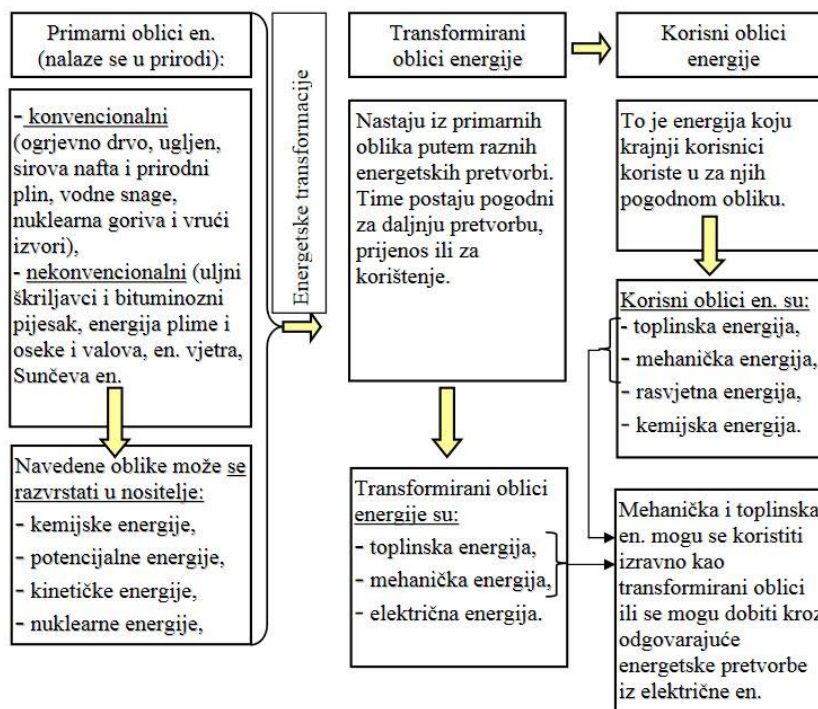 Primarni oblici en.
(nalaze se u prirodi):
- konvencionalni
(ogrjevno drvo, ugljen,
sirova nafta i prirodni
plin, vodne snage,
nuklearna goriva i vrući
izvori),
- nekonvencionalni (uljni
škriljavci i bituminozni
pijesak, energija plime i
oseke i valova, en. vjetra,
Sunčeva en.
Navedene oblike može se
razvrstati u nositelje:
- kemijske energije,
- potencijalne energije,
- kinetičke energije,
- nuklearne energije,
Energetske transformacije
Transformirani
oblici energije
Nastaju iz primarnih
oblika putem raznih
energetskih pretvorbi.
Time postaju pogodni
za daljnju pretvorbu,
prijenos ili za
korištenje.
Transformirani oblici
energije su:
- toplinska energija,
- mehanička energija,
- električna energija.
Korisni oblici
energije
To je energija koju
krajnji korisnici
koriste u za njih
pogodnom obliku.
Korisni oblici en. su:
- toplinska energija,
- mehanička energija,
- rasvjetna energija,
- kemijska energija.
Mehanička i toplinska
en. mogu se koristiti
izravno kao
transformirani oblici
ili se mogu dobiti kroz
odgovarajuće
energetske pretvorbe
iz električne en.